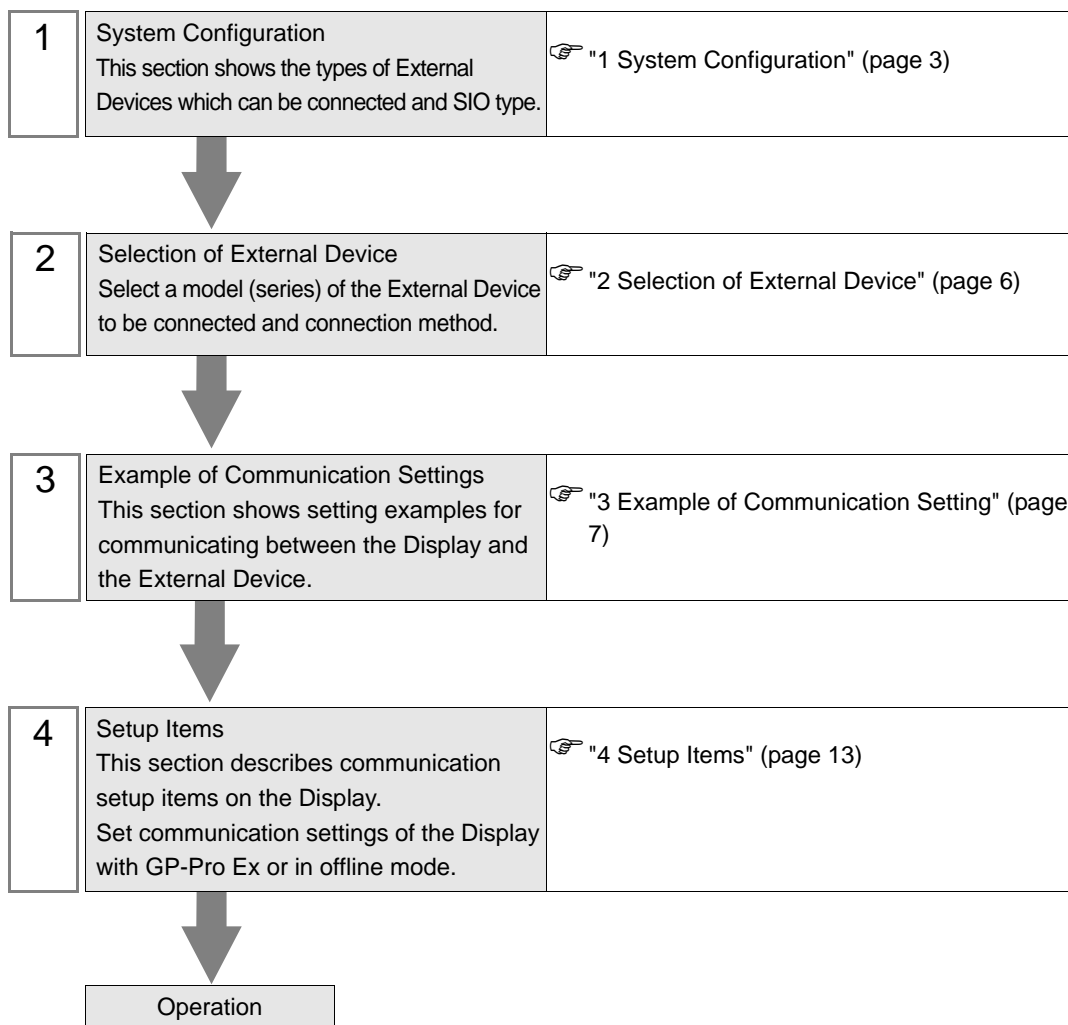 1
System Configuration
This section shows the types of External
Devices which can be connected and SIO type.
"1 System Configuration" (page 3)
2
Selection of External Device
Select a model (series) of the External Device
to be connected and connection method.
"2 Selection of External Device" (page 6)
3
Example of Communication Settings
This section shows setting examples for
communicating between the Display and
the External Device.
"3 Example of Communication Setting" (page
7)
4
Setup Items
This section describes communication
setup items on the Display.
Set communication settings of the Display
with GP-Pro Ex or in offline mode.
"4 Setup Items" (page 13)
Operation